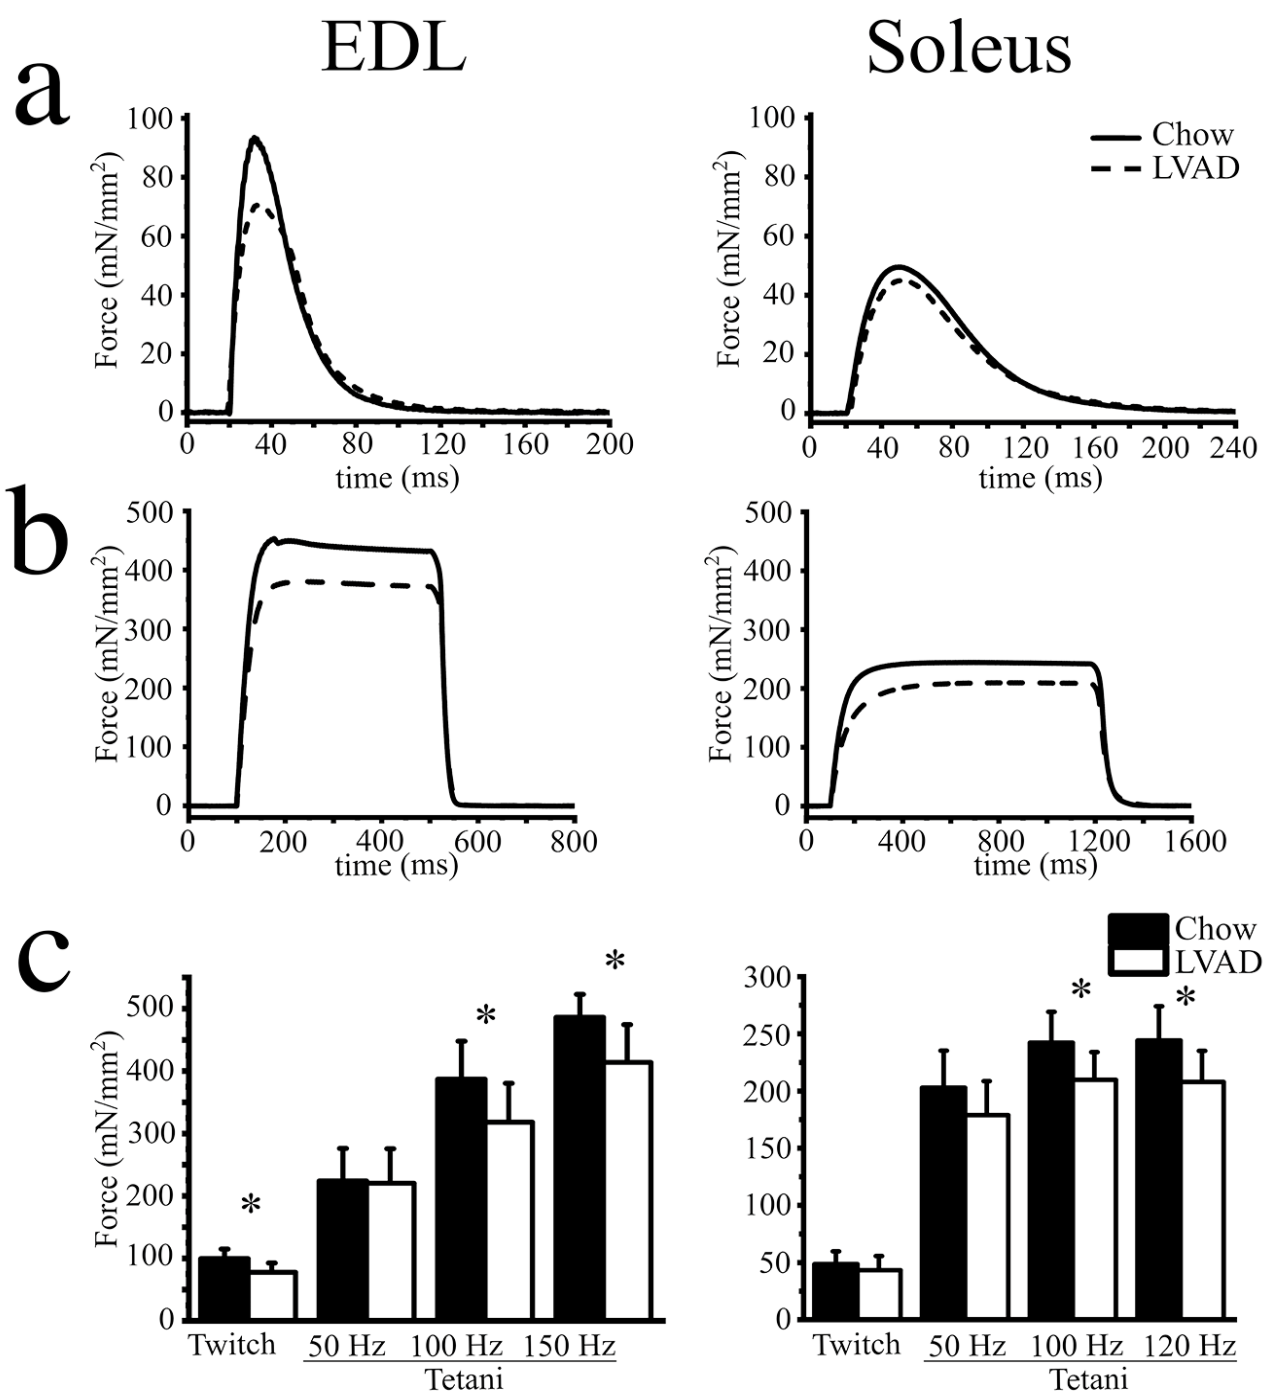 EDL Soleus
a
100
80
60
40
20
0
Force (mN/mm2)
0 40 80 120 160 200
time (ms)
100
80
60
40
20
0
Force (mN/mm2)
Chow
LVAD
0 40 80 120 160 200 240
time (ms)
b
500
400
300
200
100
0
Force (mN/mm2)
0 200 400 600 800
time (ms)
500
400
300
200
100
0
Force (mN/mm2)
0 400 800 1200 1600
time (ms)
c
500
400
300
200
100
0
Force (mN/mm2)
* * *
Twitch 50 Hz 100 Hz 150 Hz
Tetani
Chow
LVAD
300
250
200
150
100
50
0
* *
Twitch 50 Hz 100 Hz 120 Hz
Tetani